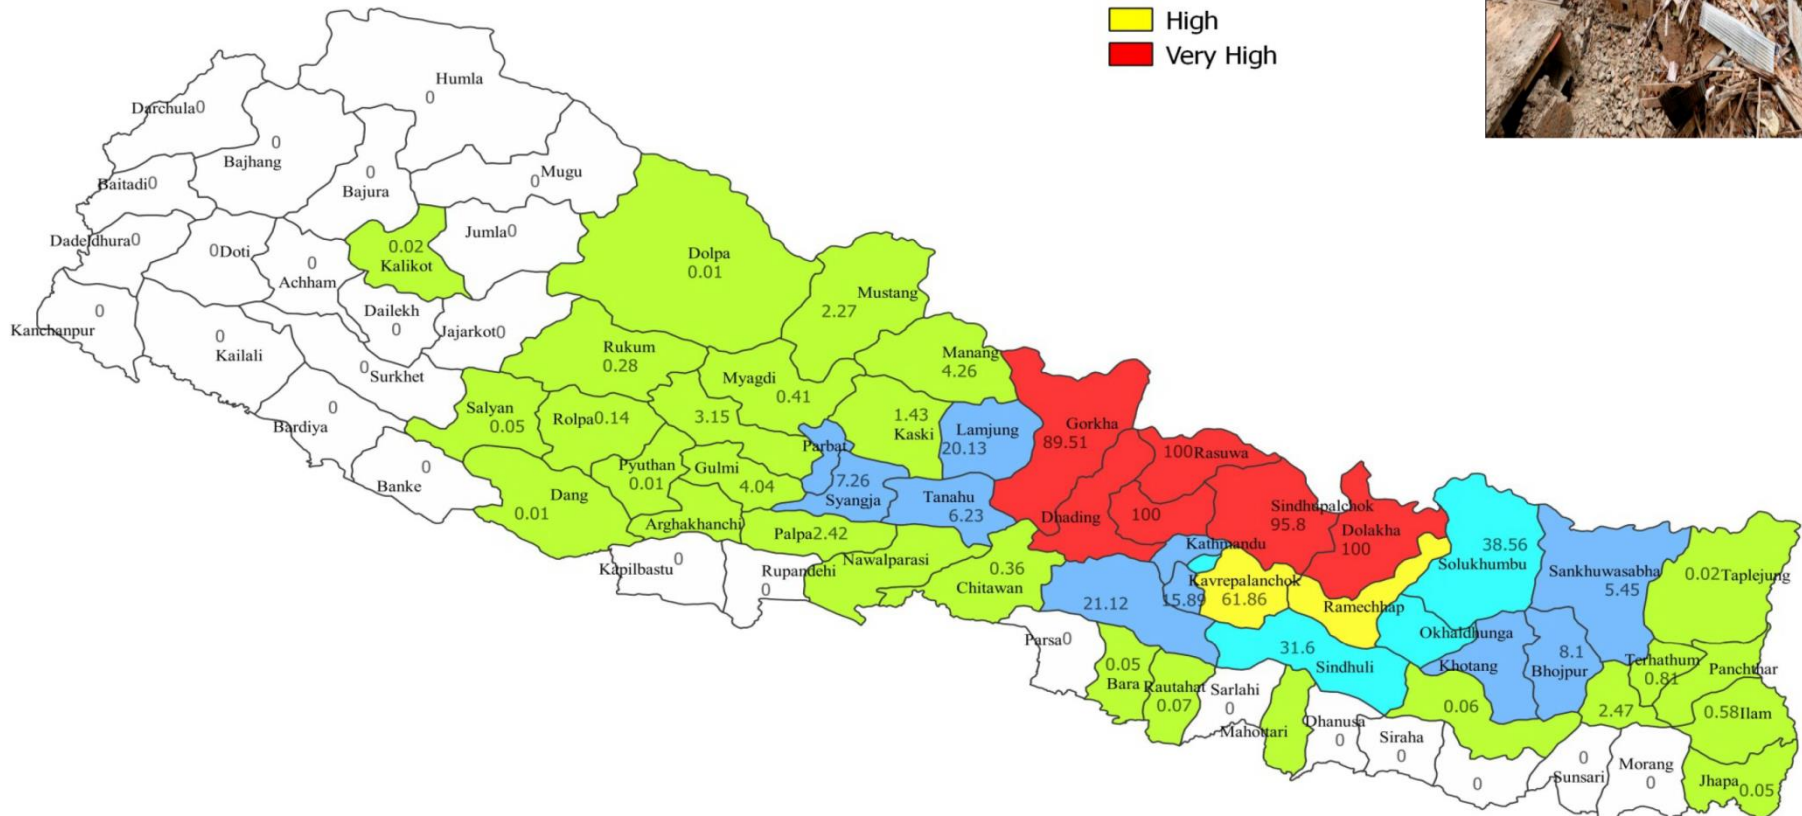 High
Very High
Humla
0
Darchula0
0
Bajhang
0
Bajura
Mugu
0
Baitadi0
Dadeldhura0
0Doti
Jumla0
0.02
Kalikot
0
Achham
Dolpa
0.01
Mustang
2.27
0
Kanchanpur
Dailekh
0
Jajarkot0
0
Kailali
0
Surkhet
Rukum
0.28
Myagdi
0.41
Manang
4.26
0
Bardiya
Salyan
0.05
Rolpa0.14
3.15
1.43
Kaski
Lamjung
20.13
Gorkha
89.51
100Rasuwa
Parbat
7.26
Syangja
0
Banke
Pyuthan
0.01
Gulmi
4.04
Dang
0.01
Tanahu
6.23
Dhading
100
Sindhupalchok
95.8
Dolakha
100
Arghakhanchi
Palpa2.42
Nawalparasi
0.36
Chitawan
Kathmandu
Kavrepalanchok
61.86
15.89
21.12
Ramechhap
38.56
Solukhumbu
Sankhuwasabha
5.45
0.02Taplejung
Kapilbastu
0
Rupandehi
0
Parsa0
31.6
Sindhuli
Okhaldhunga
Khotang
8.1
Bhojpur
Terhathum
0.81
Panchthar
0.05
Bara
Rautahat
0.07
Sarlahi
0
Mahottari
Dhanusa
0
Siraha
0
0.06
2.47
0.58Ilam
0
0
Sunsari
Morang
0
Jhapa
0.05